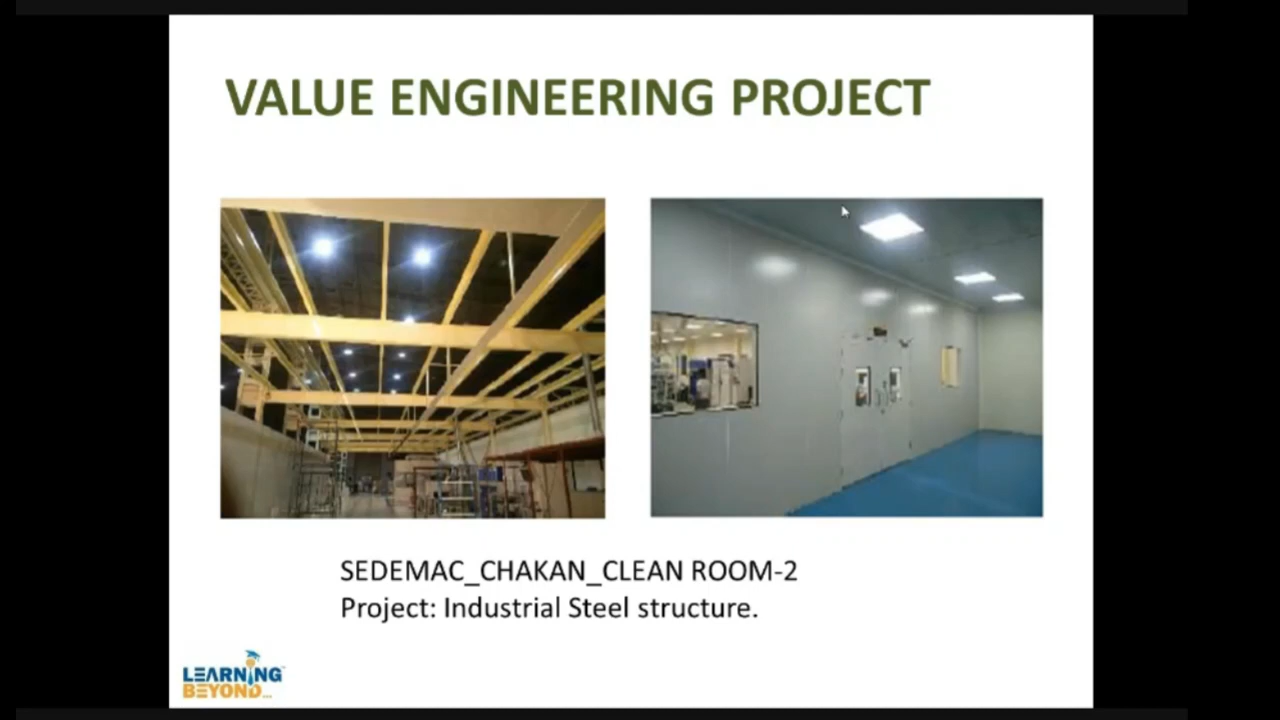 VALUE ENGINEERING PROJECT
SEDEMAC_CHAKAN_CLEAN ROOM-2
Project: Industrial Steel structure.
LEARNING
BEYOND...